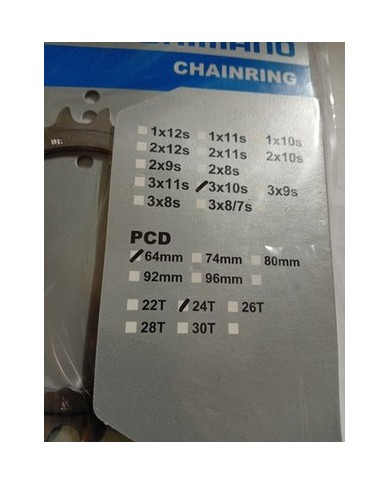 SHIMANO
CHAINRING
1x12s 1x11s 1x10s
2x12s 2x11s 2x10s
2x9s 2x8s
3x11s 3x10s 3x9s
3x8s 3x8/7s
PCD
64mm 74mm 80mm
92mm 96mm
22T 24T 26T
28T 30T